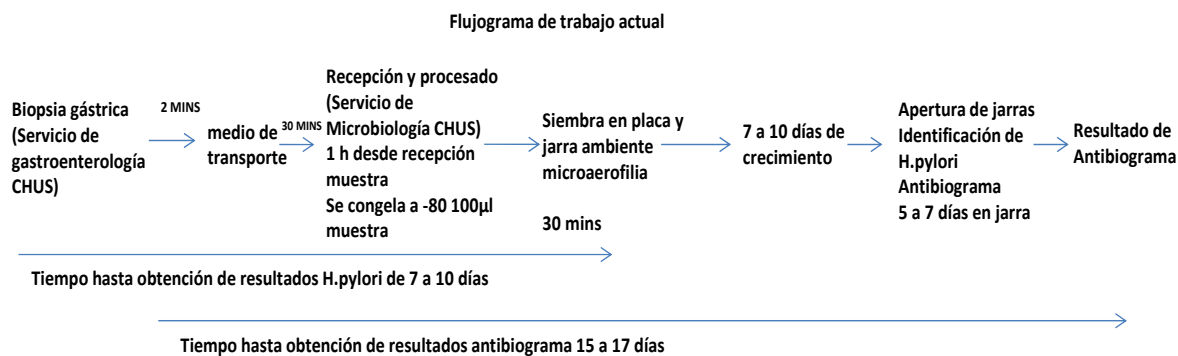 Flujograma de trabajo actual
Biopsia gástrica
(Servicio de
gastroenterología
CHUS)
2 MINS
medio de
transporte
30 MINS
Recepción y procesado
(Servicio de
Microbiología CHUS)
1 h desde recepción
muestra
Se congela a -80 100µl
muestra
Siembra en placa y
jarra ambiente
microaerofilia
30 mins
7 a 10 días de
crecimiento
Apertura de jarras
Identificación de
H.pylori
Antibiograma
5 a 7 días en jarra
Resultado de
Antibiograma
Tiempo hasta obtención de resultados H.pylori de 7 a 10 días
Tiempo hasta obtención de resultados antibiograma 15 a 17 días